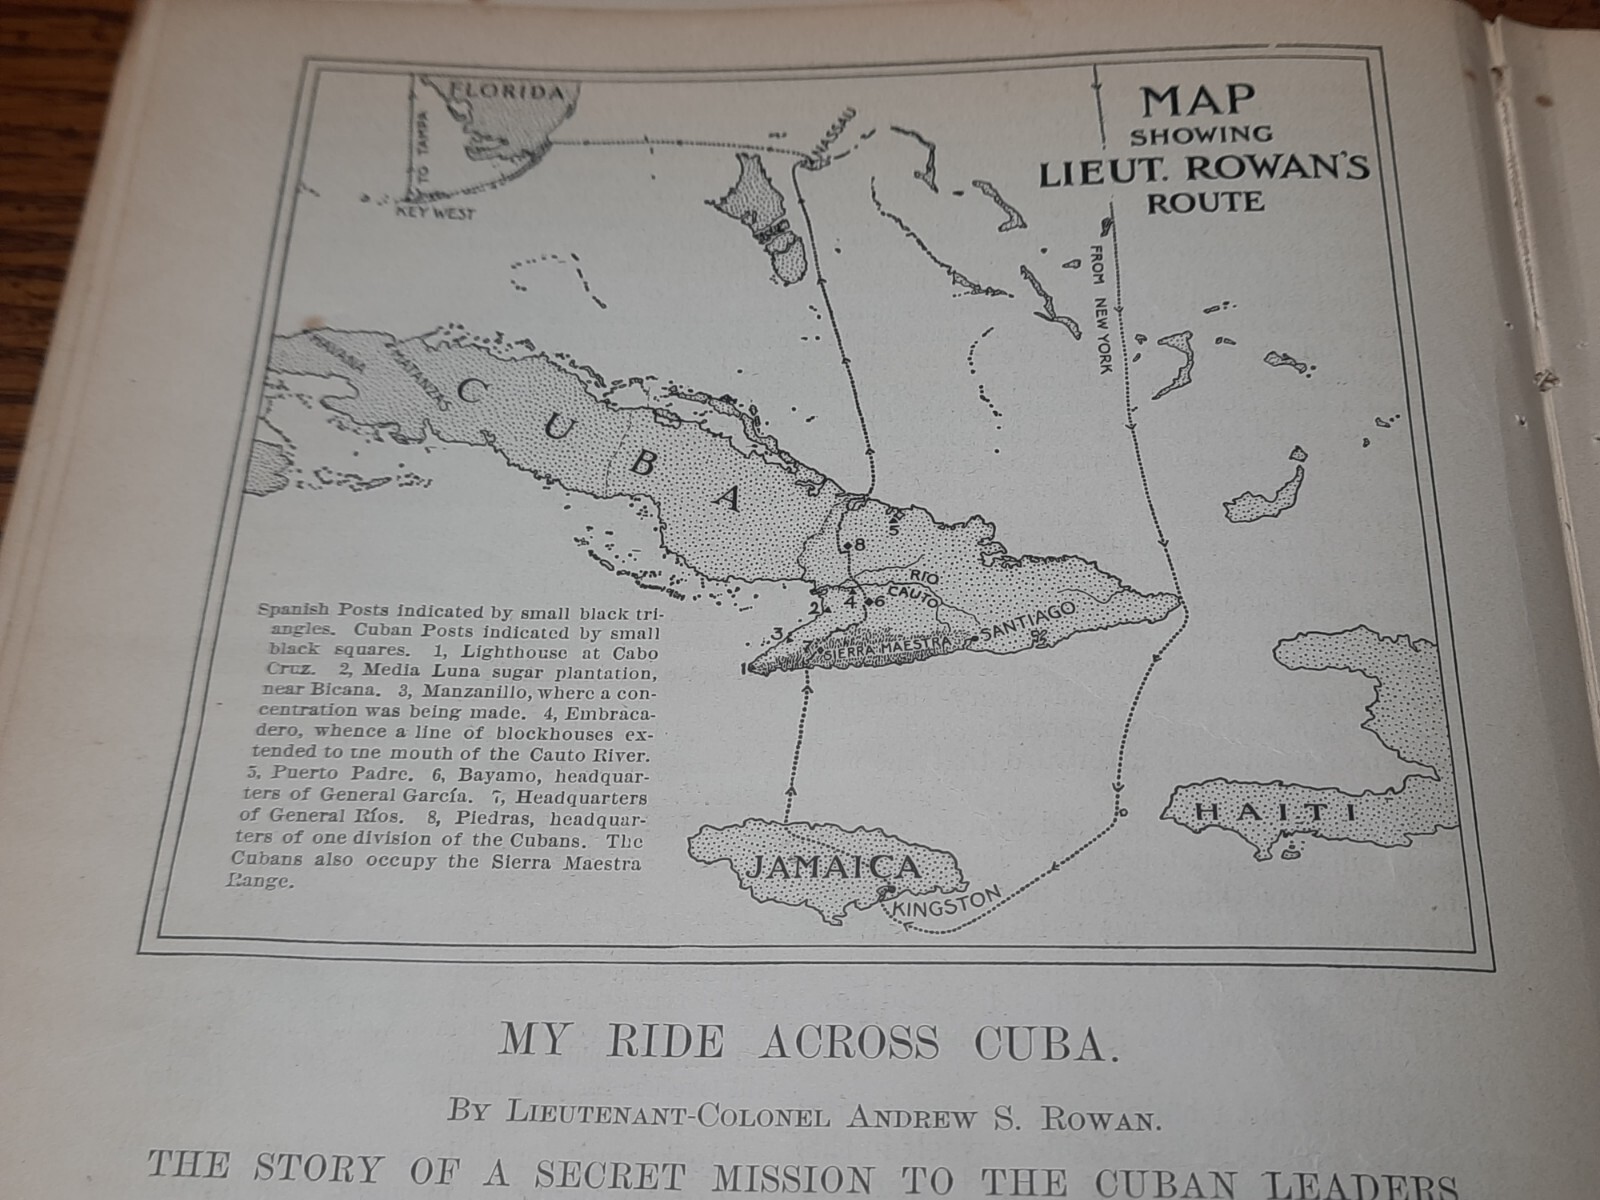 FLORIDA
TO TAMPA
KEY WEST
NASSAU
MAP
SHOWING
LIEUT. ROWAN'S
ROUTE
FROM NEW YORK
HAVANA
MATANZAS
CUBA
5
8
RIO
CAUTO
2
4
6
3
SANTIAGO
SIERRA MAESTRA
1
Spanish Posts indicated by small black tri-
angles. Cuban Posts indicated by small
black squares. 1, Lighthouse at Cabo
Cruz. 2, Media Luna sugar plantation,
near Bicana. 3, Manzanillo, where a con-
centration was being made. 4, Embraca-
dero, whence a line of blockhouses ex-
tended to the mouth of the Cauto River.
5, Puerto Padre. 6, Bayamo, headquar-
ters of General García. 7, Headquarters
of General Ríos. 8, Piedras, headquar-
ters of one division of the Cubans. The
Cubans also occupy the Sierra Maestra
Range.
HAITI
JAMAICA
KINGSTON
MY RIDE ACROSS CUBA.
BY LIEUTENANT-COLONEL ANDREW S. ROWAN.
THE STORY OF A SECRET MISSION TO THE CUBAN LEADERS